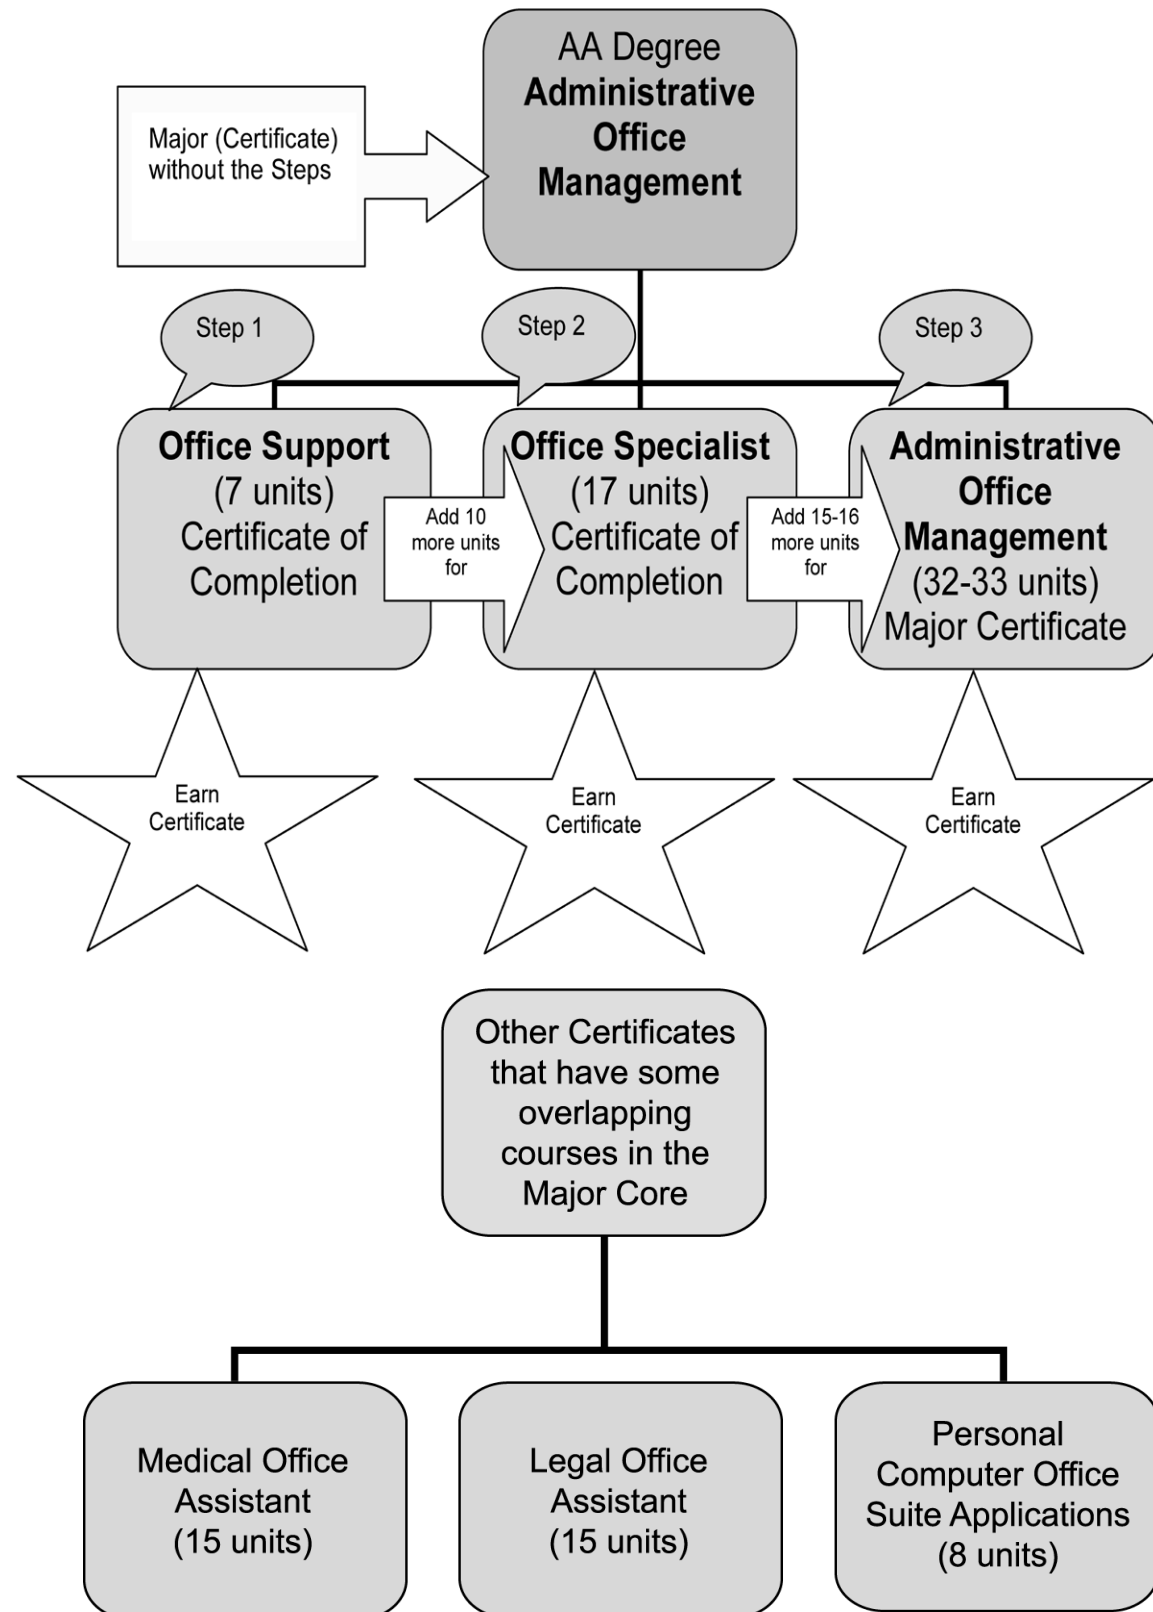 AA Degree
Administrative
Office
Management
Major (Certificate)
without the Steps
Step 1
Step 2
Step 3
Office Support
(7 units)
Certificate of
Completion
Add 10
more units
for
Office Specialist
(17 units)
Certificate of
Completion
Add 15-16
more units
for
Administrative
Office
Management
(32-33 units)
Major Certificate
Earn
Certificate
Earn
Certificate
Earn
Certificate
Other Certificates
that have some
overlapping
courses in the
Major Core
Medical Office
Assistant
(15 units)
Legal Office
Assistant
(15 units)
Personal
Computer Office
Suite Applications
(8 units)